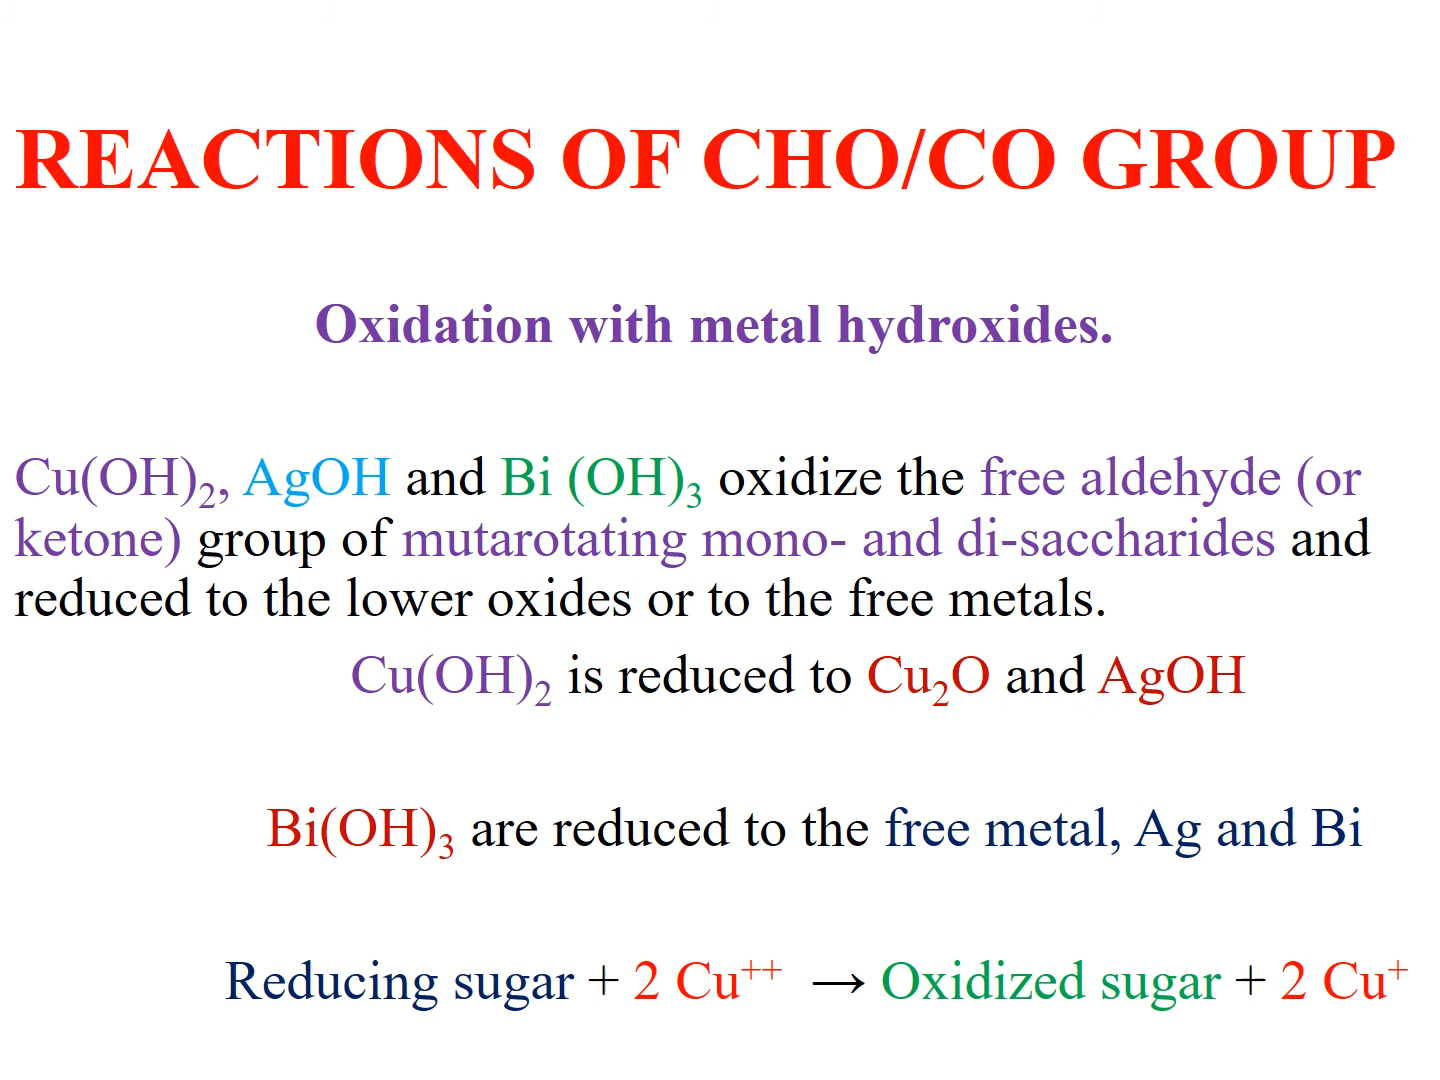 REACTIONS OF CHO/CO GROUP
Oxidation with metal hydroxides.
Cu(OH)₂, AgOH and Bi (OH)₃ oxidize the free aldehyde (or
ketone) group of mutarotating mono- and di-saccharides and
reduced to the lower oxides or to the free metals.
Cu(OH)₂ is reduced to Cu₂O and AgOH
Bi(OH)₃ are reduced to the free metal, Ag and Bi
Reducing sugar + 2 Cu⁺⁺ → Oxidized sugar + 2 Cu⁺